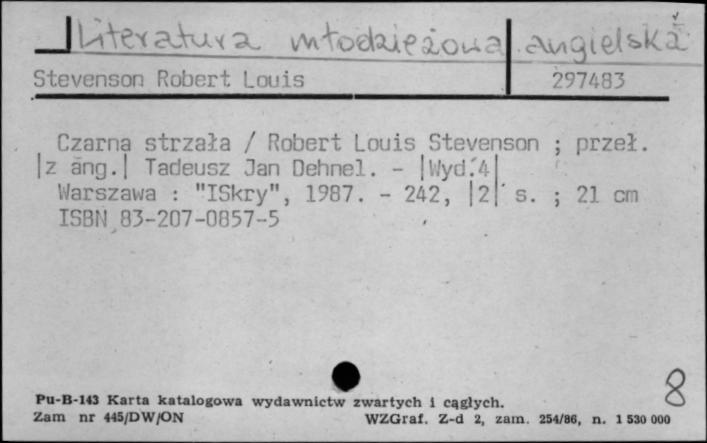 Literatura młodzieżowa angielska
Stevenson Robert Louis 297483
Czarna strzała / Robert Louis Stevenson ; przeł.
|z ang.| Tadeusz Jan Dehnel. - |Wyd.4|
Warszawa : "ISkry", 1987. - 242, |2| s. ; 21 cm
ISBN 83-207-0857-5
8
Pu-B-143 Karta katalogowa wydawnictw zwartych i cągłych.
Zam nr 445/DW/ON WZGraf. Z-d 2, zam. 254/86, n. 1 530 000